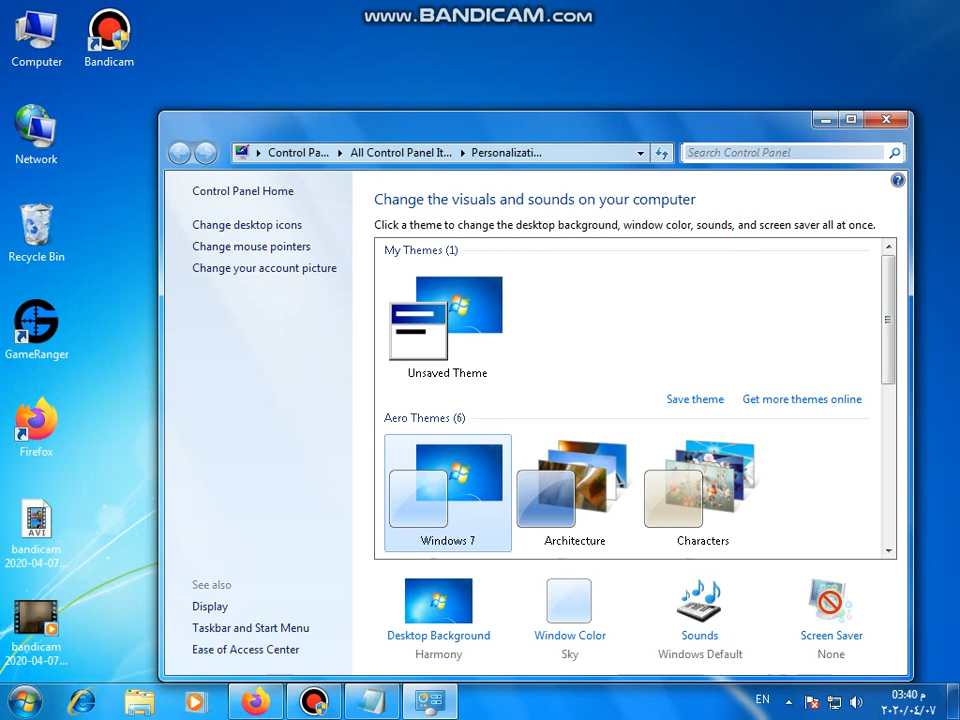 www.BANDICAM.com
Computer
Bandicam
Network
Recycle Bin
GameRanger
Firefox
AVI
bandicam
2020-04-07...
bandicam
2020-04-07...
Control Pa...
All Control Panel It...
Personalizati...
Search Control Panel
Control Panel Home
Change desktop icons
Change mouse pointers
Change your account picture
See also
Display
Taskbar and Start Menu
Ease of Access Center
Change the visuals and sounds on your computer
Click a theme to change the desktop background, window color, sounds, and screen saver all at once.
My Themes (1)
Unsaved Theme
Save theme
Get more themes online
Aero Themes (6)
Windows 7
Architecture
Characters
Desktop Background
Harmony
Window Color
Sky
Sounds
Windows Default
Screen Saver
None
EN
03:40 م
٢٠٢٠/٠٤/٠٧